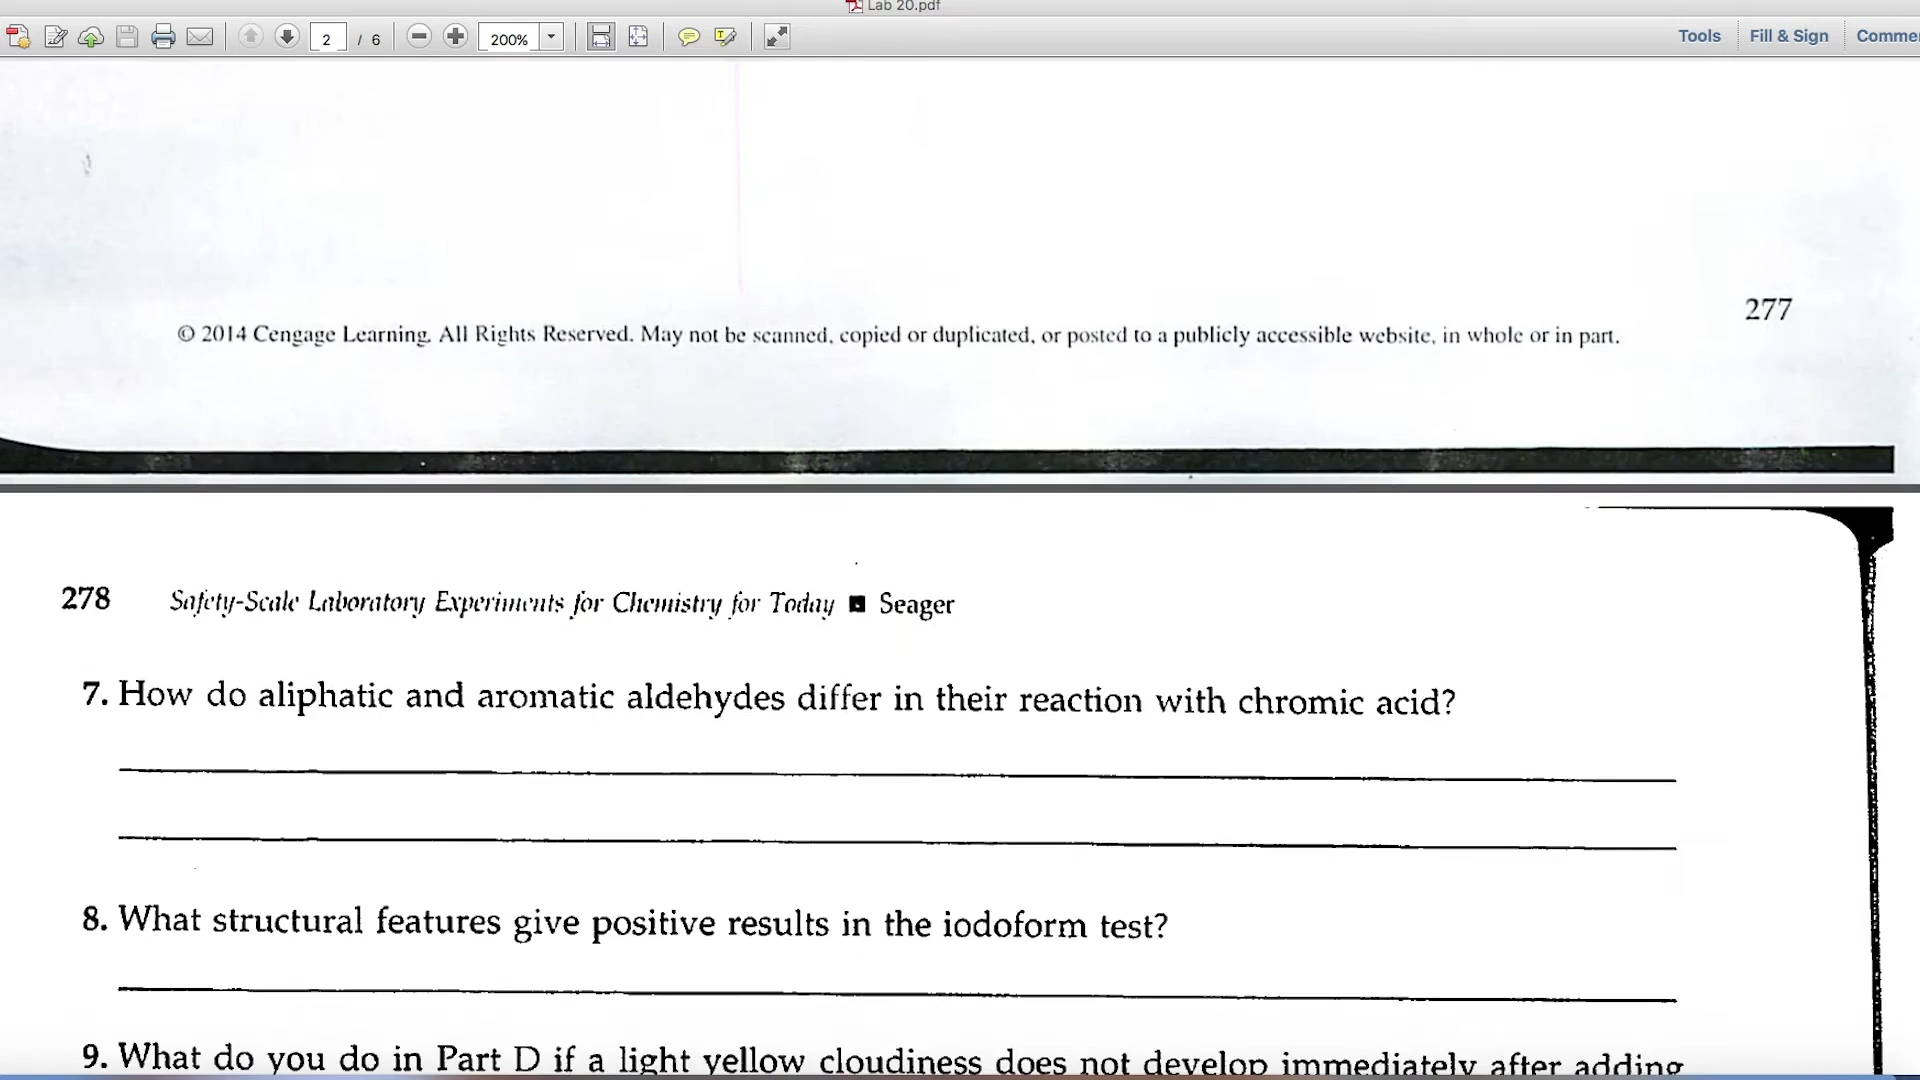 Lab 20.pdf
2 / 6 200% Tools Fill & Sign Comme
277
© 2014 Cengage Learning. All Rights Reserved. May not be scanned, copied or duplicated, or posted to a publicly accessible website, in whole or in part.
278 Safety-Scale Laboratory Experiments for Chemistry for Today ■ Seager
7. How do aliphatic and aromatic aldehydes differ in their reaction with chromic acid?
8. What structural features give positive results in the iodoform test?
9. What do you do in Part D if a light yellow cloudiness does not develop immediately after adding